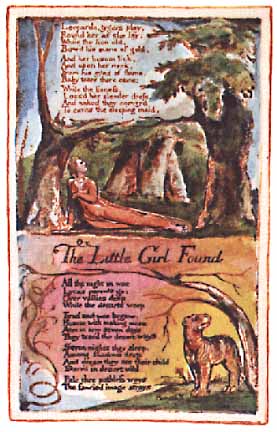 Leopards, tygers play,
Round her as she lay;
While the lion old,
Bow'd his mane of gold,
And her bosom lick,
And upon her neck,
From his eyes of flame,
Ruby tears there came;
While the lioness,
Loos'd her slender dress,
And naked they convey'd
To caves the sleeping maid.
The Little Girl Found
All the night in woe
Lyca's parents go:
Over vallies deep
While the desarts weep
Tired and woe-begone
Hoarse with making moan
Arm in arm seven days
They trac'd the desart ways
Seven nights they sleep
Among shadows deep
And dream they see their child
Starv'd in desart wild
Pale thro pathless ways
The fancied image strays